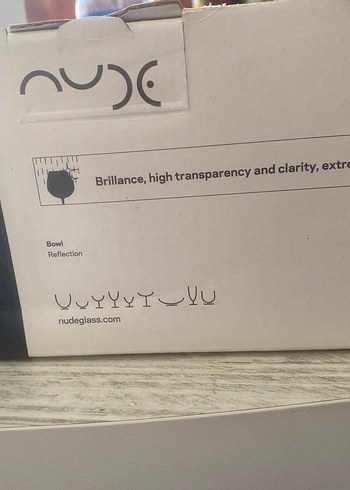 nude
Brillance, high transparency and clarity, extre
Bowl
Reflection
nudeglass.com